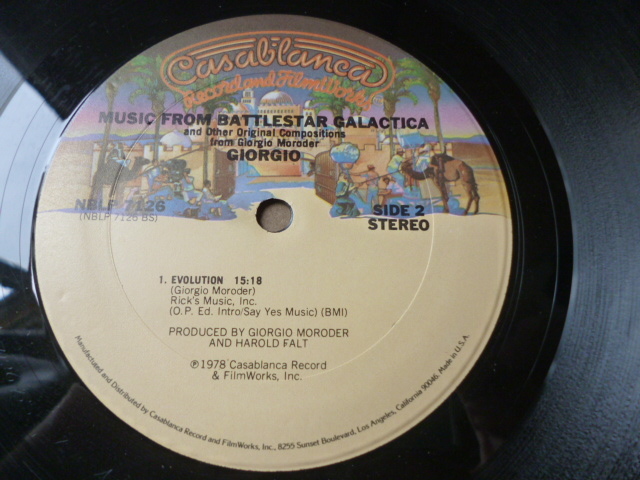 Casablanca
Record and FilmWorks
MUSIC FROM BATTLESTAR GALACTICA
and Other Original Compositions
from Giorgio Moroder
GIORGIO
NBLP 7126
(NBLP 7126 BS)
SIDE 2
STEREO
1. EVOLUTION 15:18
(Giorgio Moroder)
Rick's Music, Inc.
(O.P. Ed. Intro/Say Yes Music) (BMI)
PRODUCED BY GIORGIO MORODER
AND HAROLD FALT
℗1978 Casablanca Record
& FilmWorks, Inc.
Manufactured and Distributed by Casablanca Record and FilmWorks, Inc., 8255 Sunset Boulevard, Los Angeles, California 90046. Made in U.S.A.